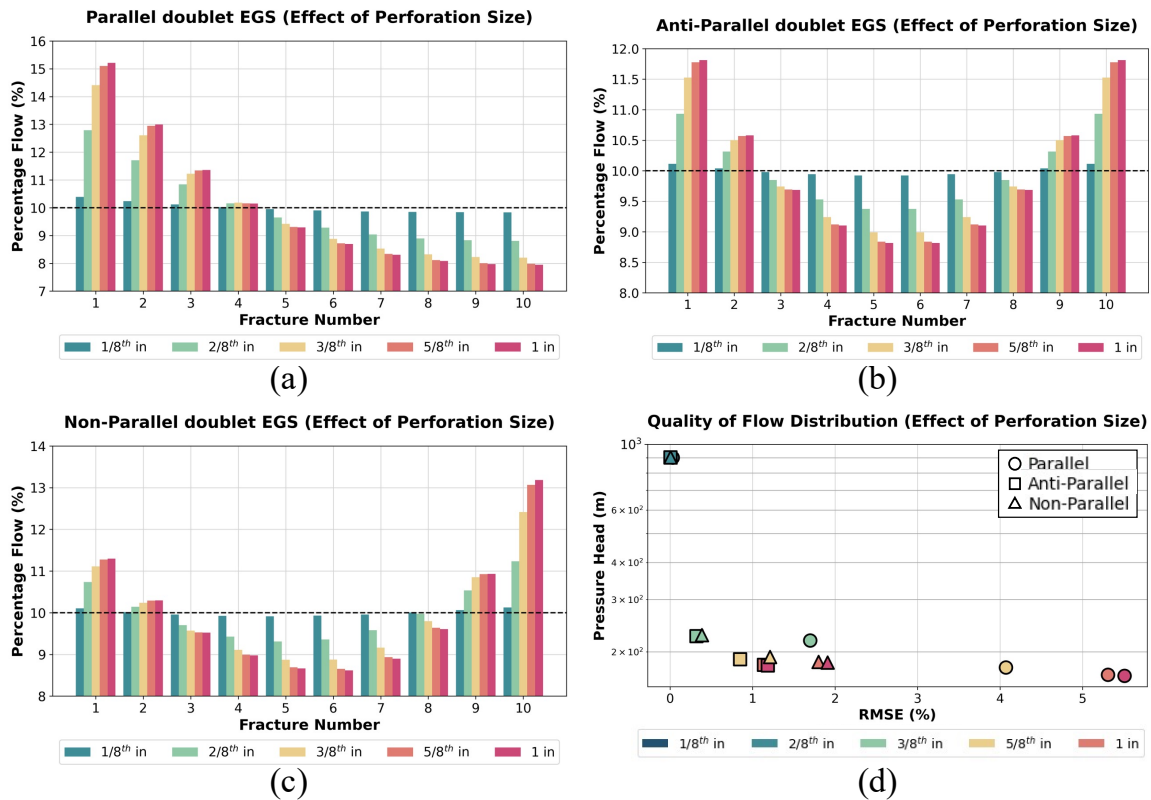 Parallel doublet EGS (Effect of Perforation Size)
Percentage Flow (%)
16
15
14
13
12
11
10
9
8
7
1 2 3 4 5 6 7 8 9 10
Fracture Number
1/8th in 2/8th in 3/8th in 5/8th in 1 in
(a)
Anti-Parallel doublet EGS (Effect of Perforation Size)
Percentage Flow (%)
12.0
11.5
11.0
10.5
10.0
9.5
9.0
8.5
8.0
1 2 3 4 5 6 7 8 9 10
Fracture Number
1/8th in 2/8th in 3/8th in 5/8th in 1 in
(b)
Non-Parallel doublet EGS (Effect of Perforation Size)
Percentage Flow (%)
14
13
12
11
10
9
8
1 2 3 4 5 6 7 8 9 10
Fracture Number
1/8th in 2/8th in 3/8th in 5/8th in 1 in
(c)
Quality of Flow Distribution (Effect of Perforation Size)
Pressure Head (m)
10³
6 × 10²
4 × 10²
3 × 10²
2 × 10²
Parallel
Anti-Parallel
Non-Parallel
0 1 2 3 4 5
RMSE (%)
1/8th in 2/8th in 3/8th in 5/8th in 1 in
(d)